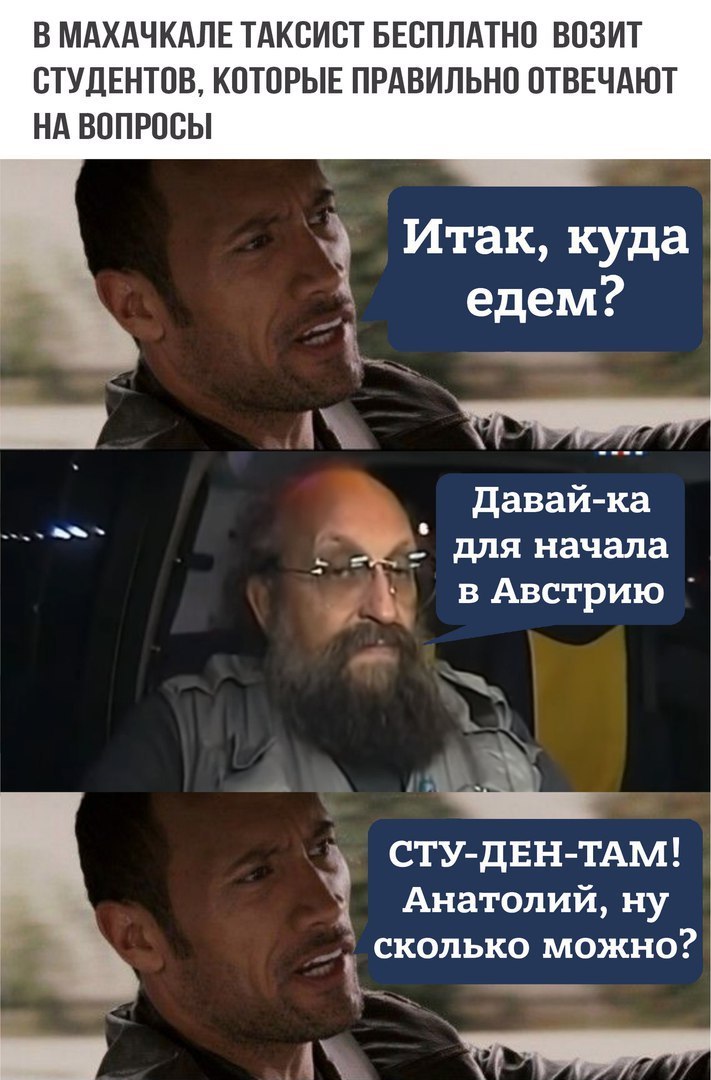 В МАХАЧКАЛЕ ТАКСИСТ БЕСПЛАТНО ВОЗИТ
СТУДЕНТОВ, КОТОРЫЕ ПРАВИЛЬНО ОТВЕЧАЮТ
НА ВОПРОСЫ
Итак, куда
едем?
Давай-ка
для начала
в Австрию
СТУ-ДЕН-ТАМ!
Анатолий, ну
сколько можно?